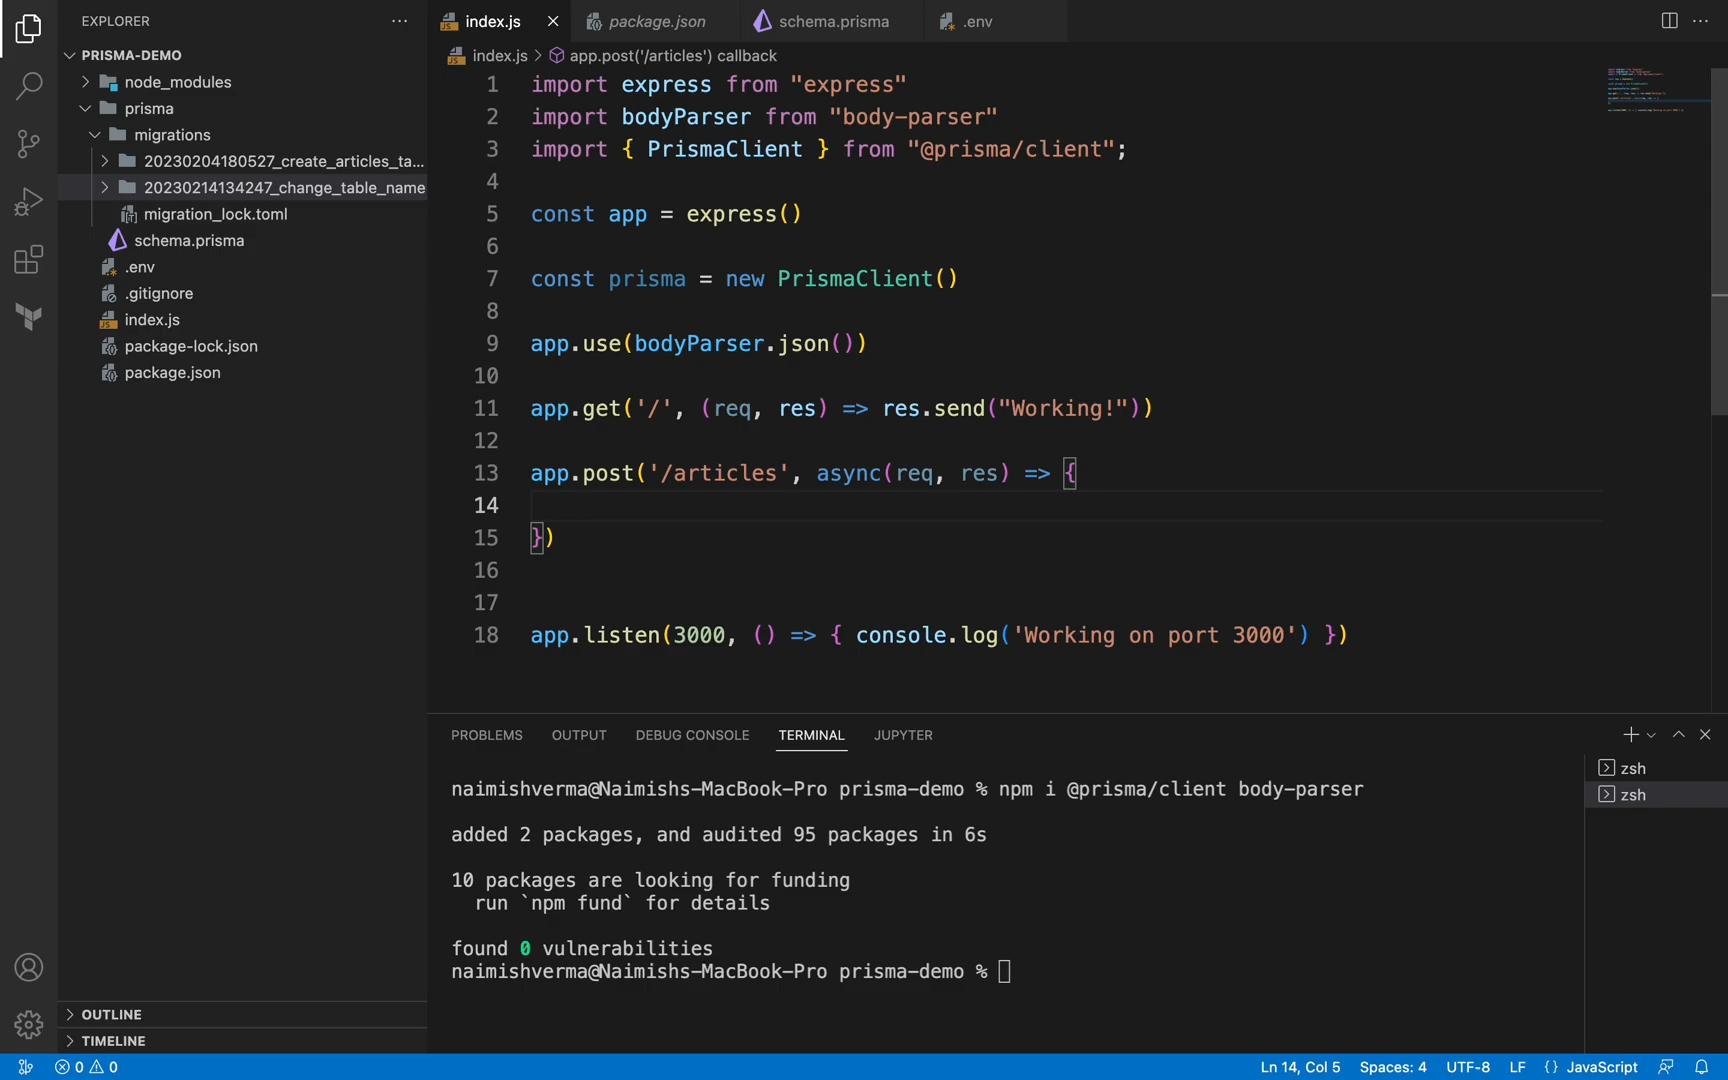 EXPLORER
PRISMA-DEMO
node_modules
prisma
migrations
20230204180527_create_articles_ta...
20230214134247_change_table_name
migration_lock.toml
schema.prisma
.env
.gitignore
index.js
package-lock.json
package.json
OUTLINE
TIMELINE
index.js package.json schema.prisma .env
index.js > app.post('/articles') callback
1 import express from "express"
2 import bodyParser from "body-parser"
3 import { PrismaClient } from "@prisma/client";
4
5 const app = express()
6
7 const prisma = new PrismaClient()
8
9 app.use(bodyParser.json())
10
11 app.get('/', (req, res) => res.send("Working!"))
12
13 app.post('/articles', async(req, res) => {
14
15 })
16
17
18 app.listen(3000, () => { console.log('Working on port 3000') })
PROBLEMS OUTPUT DEBUG CONSOLE TERMINAL JUPYTER
naimishverma@Naimishs-MacBook-Pro prisma-demo % npm i @prisma/client body-parser
added 2 packages, and audited 95 packages in 6s
10 packages are looking for funding
run `npm fund` for details
found 0 vulnerabilities
naimishverma@Naimishs-MacBook-Pro prisma-demo %
zsh
zsh
0 0 Ln 14, Col 5 Spaces: 4 UTF-8 LF {} JavaScript